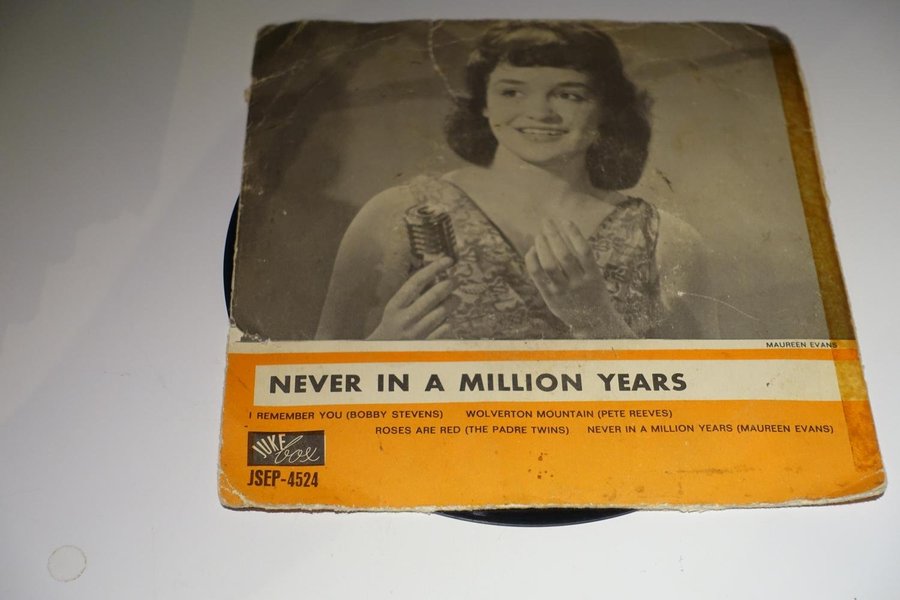 MAUREEN EVANS
NEVER IN A MILLION YEARS
I REMEMBER YOU (BOBBY STEVENS) WOLVERTON MOUNTAIN (PETE REEVES)
ROSES ARE RED (THE PADRE TWINS) NEVER IN A MILLION YEARS (MAUREEN EVANS)
JUKE box
JSEP-4524